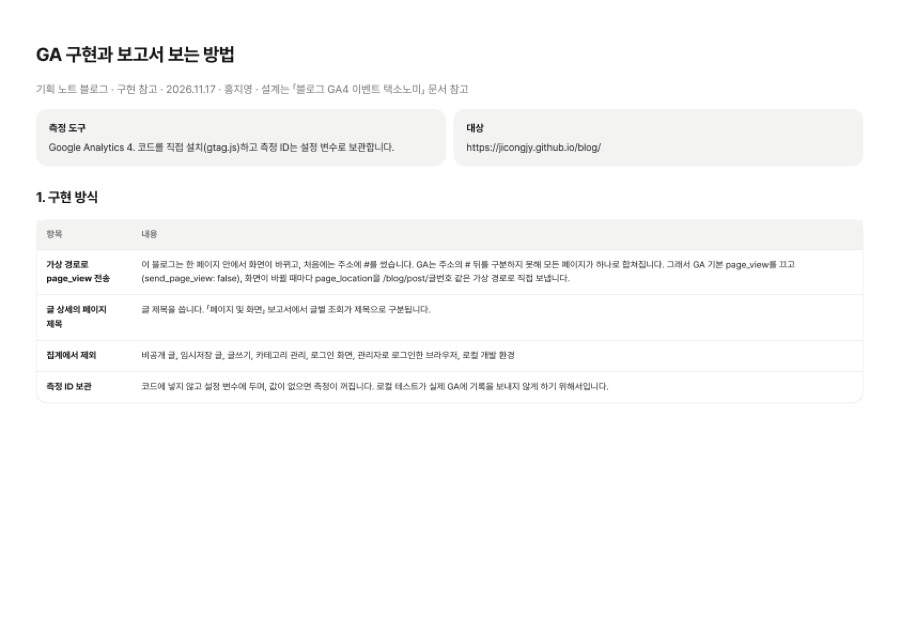 GA 구현과 보고서 보는 방법
기획 노트 블로그 · 구현 참고 · 2026.11.17 · 홍지영 · 설계는 「블로그 GA4 이벤트 택소노미」 문서 참고
측정 도구
Google Analytics 4. 코드를 직접 설치(gtag.js)하고 측정 ID는 설정 변수로 보관합니다.
대상
https://jicongjy.github.io/blog/
1. 구현 방식
항목 내용
가상 경로로
page_view 전송
이 블로그는 한 페이지 안에서 화면이 바뀌고, 처음에는 주소에 #를 썼습니다. GA는 주소의 # 뒤를 구분하지 못해 모든 페이지가 하나로 합쳐집니다. 그래서 GA 기본 page_view를 끄고
(send_page_view: false), 화면이 바뀔 때마다 page_location을 /blog/post/글번호 같은 가상 경로로 직접 보냅니다.
글 상세의 페이지
제목
글 제목을 씁니다. 「페이지 및 화면」 보고서에서 글별 조회가 제목으로 구분됩니다.
집계에서 제외 비공개 글, 임시저장 글, 글쓰기, 카테고리 관리, 로그인 화면, 관리자로 로그인한 브라우저, 로컬 개발 환경
측정 ID 보관 코드에 넣지 않고 설정 변수에 두며, 값이 없으면 측정이 꺼집니다. 로컬 테스트가 실제 GA에 기록을 보내지 않게 하기 위해서입니다.